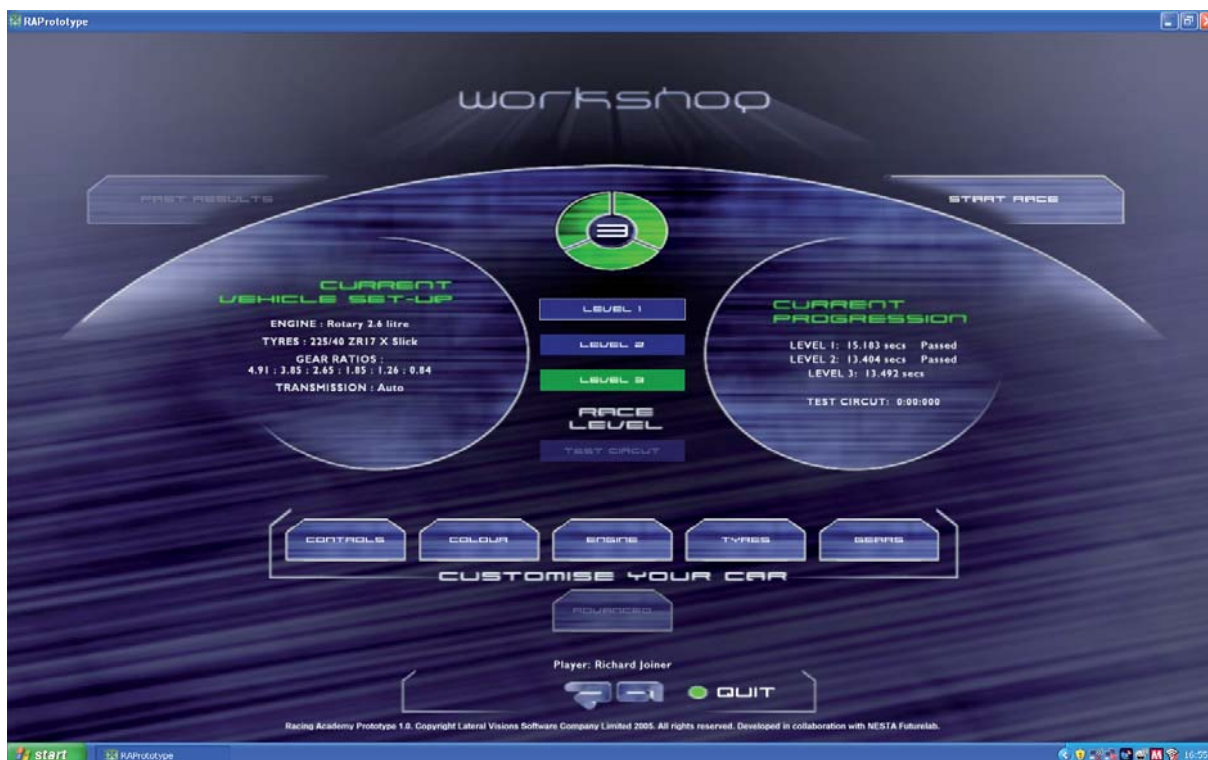 RAPrototype
workshop
PAST RESULTS
START RACE
3
CURRENT
VEHICLE SET-UP
ENGINE : Rotary 2.6 litre
TYRES : 225/40 ZR17 X Slick
GEAR RATIOS :
4.91 : 3.85 : 2.65 : 1.85 : 1.26 : 0.84
TRANSMISSION : Auto
LEVEL 1
LEVEL 2
LEVEL 3
RACE
LEVEL
TEST CIRCUT
CURRENT
PROGRESSION
LEVEL 1: 15.183 secs Passed
LEVEL 2: 13.404 secs Passed
LEVEL 3: 13.492 secs
TEST CIRCUT: 0:00:000
CONTROLS
COLOUR
ENGINE
TYRES
GEARS
CUSTOMISE YOUR CAR
ADVANCED
Player: Richard Joiner
QUIT
Racing Academy Prototype 1.0. Copyright Lateral Visions Software Company Limited 2005. All rights reserved. Developed in collaboration with NESTA Futurelab.
start
RAPrototype
16:55